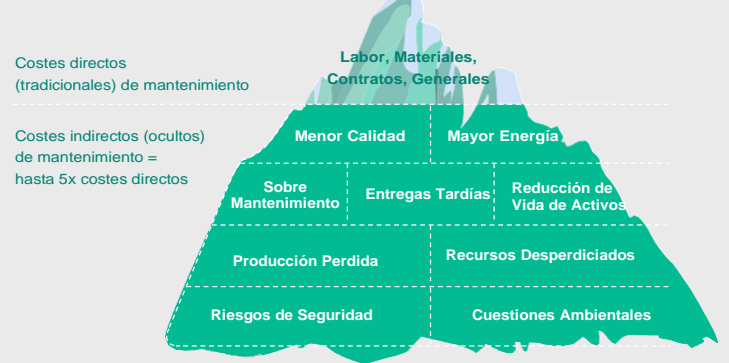 Labor, Materiales,
Contratos, Generales
Costes directos
(tradicionales) de mantenimiento
Costes indirectos (ocultos)
de mantenimiento =
hasta 5x costes directos
Menor Calidad
Mayor Energía
Sobre
Mantenimiento
Entregas Tardías
Reducción de
Vida de Activos
Producción Perdida
Recursos Desperdiciados
Riesgos de Seguridad
Cuestiones Ambientales